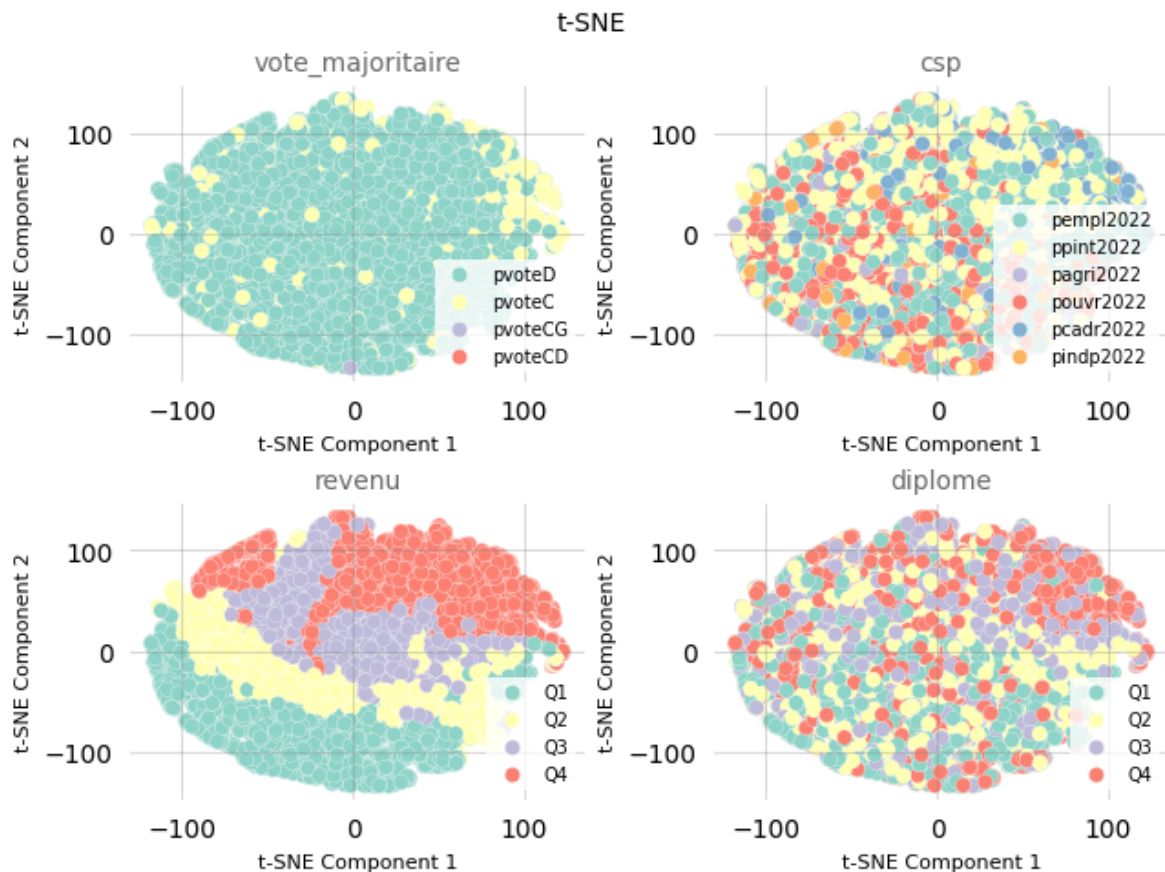 t-SNE
vote_majoritaire
t-SNE Component 2
100
0
−100
−100
0
100
t-SNE Component 1
pvoteD
pvoteC
pvoteCG
pvoteCD
csp
t-SNE Component 2
100
0
−100
−100
0
100
t-SNE Component 1
pempl2022
ppint2022
pagri2022
pouvr2022
pcadr2022
pindp2022
revenu
t-SNE Component 2
100
0
−100
−100
0
100
t-SNE Component 1
Q1
Q2
Q3
Q4
diplome
t-SNE Component 2
100
0
−100
−100
0
100
t-SNE Component 1
Q1
Q2
Q3
Q4